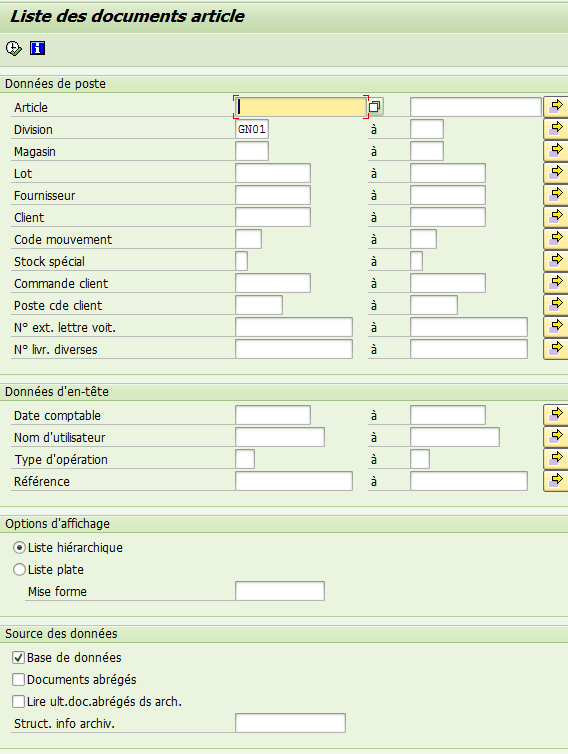 Liste des documents article
Données de poste
Article
Division GN01 à
Magasin à
Lot à
Fournisseur à
Client à
Code mouvement à
Stock spécial à
Commande client à
Poste cde client à
N° ext. lettre voit. à
N° livr. diverses à
Données d'en-tête
Date comptable à
Nom d'utilisateur à
Type d'opération à
Référence à
Options d'affichage
Liste hiérarchique
Liste plate
Mise forme
Source des données
Base de données
Documents abrégés
Lire ult.doc.abrégés ds arch.
Struct. info archiv.